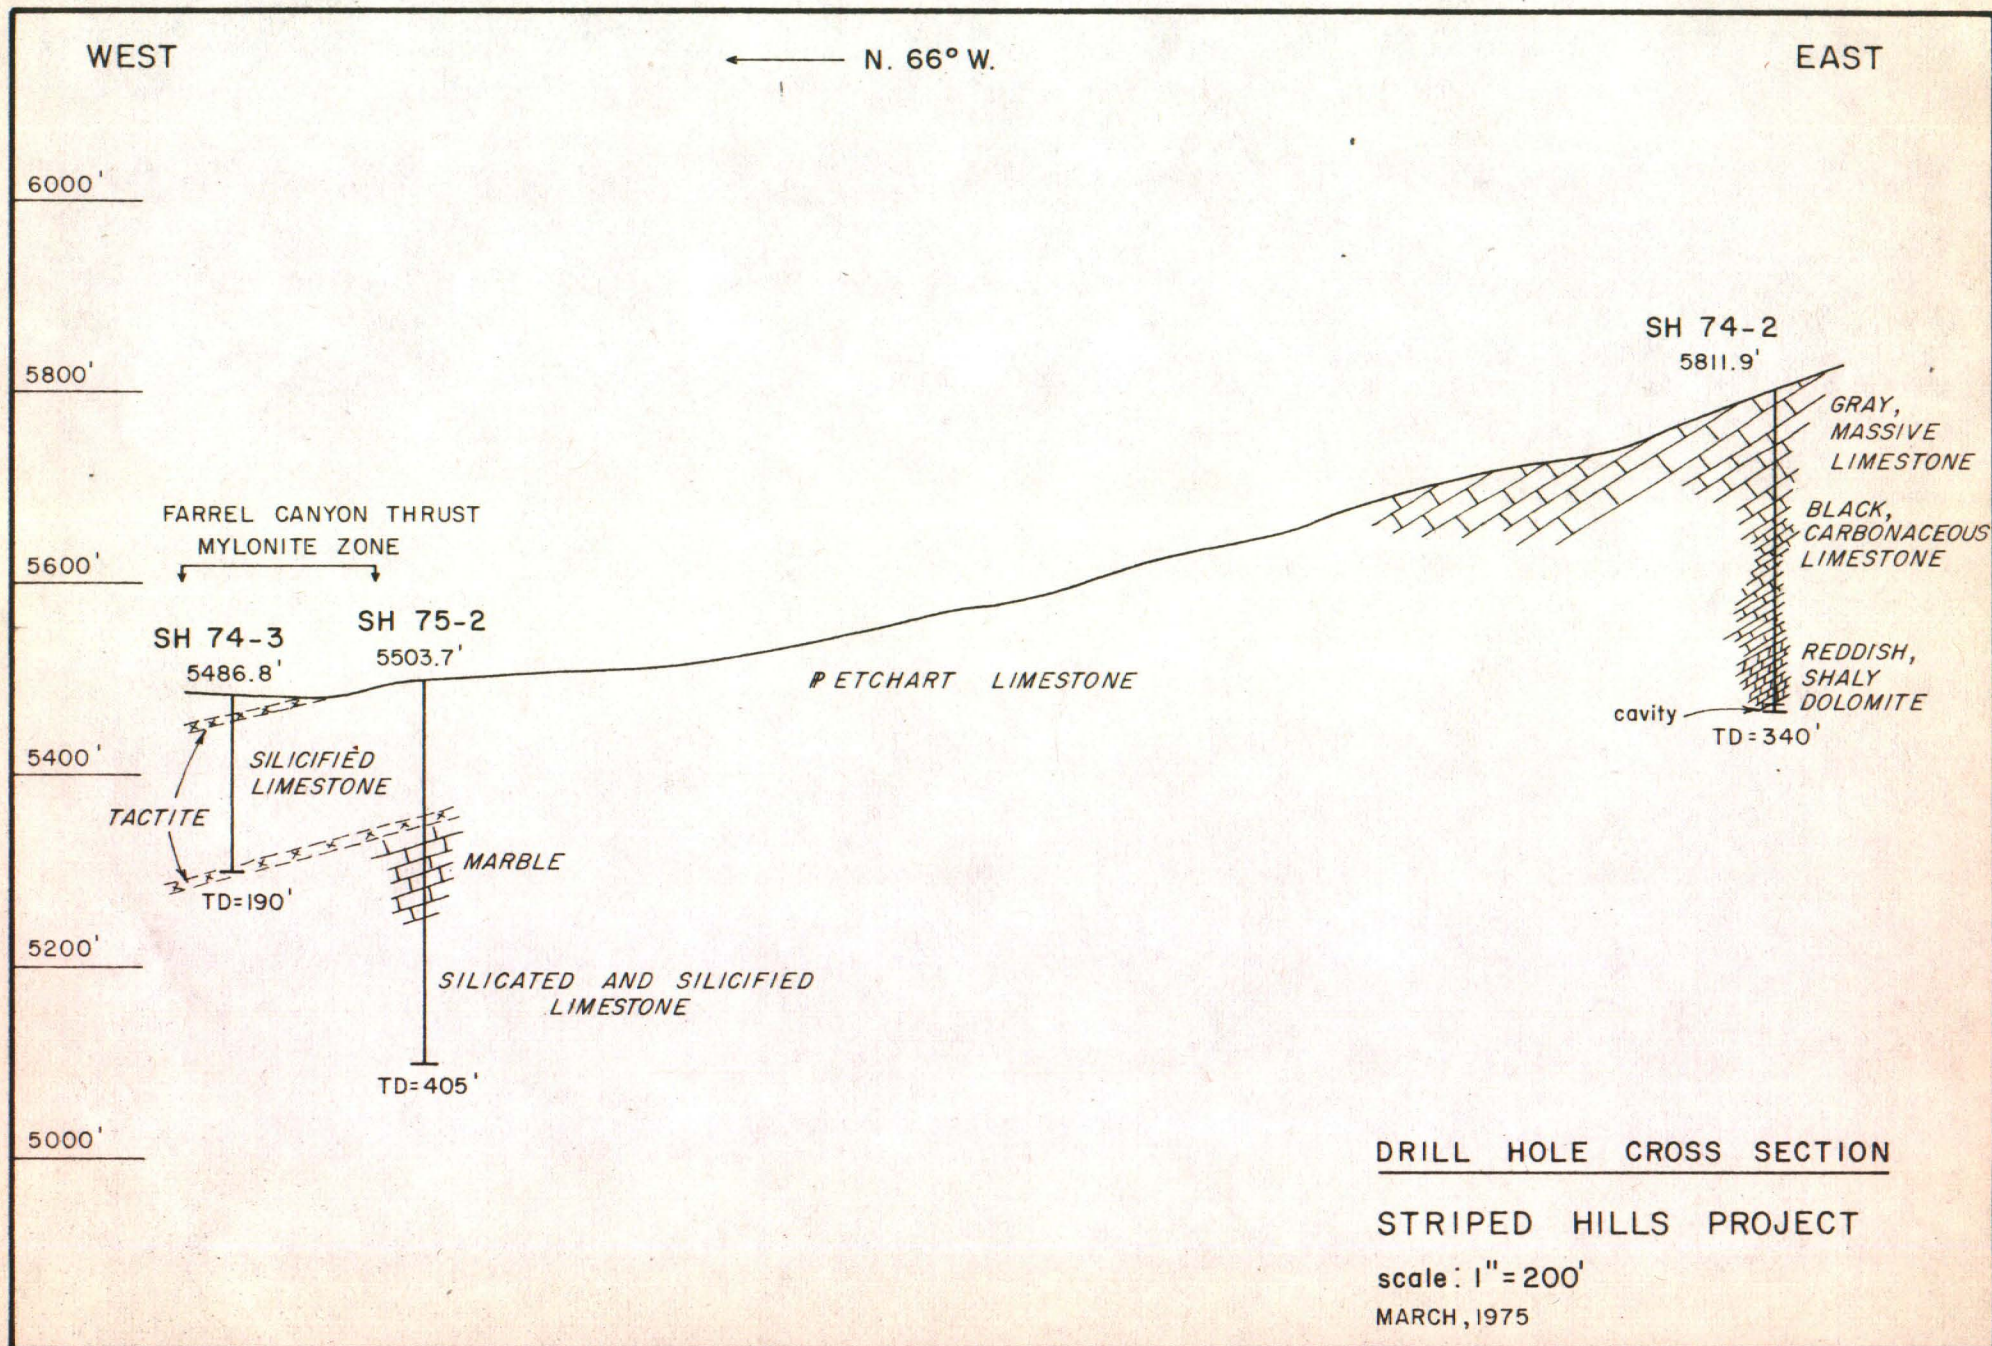 WEST
N. 66° W.
EAST
6000'
5800'
5600'
5400'
5200'
5000'
FARREL CANYON THRUST
MYLONITE ZONE
SH 74-3
5486.8'
SH 75-2
5503.7'
SILICIFIED
LIMESTONE
TACTITE
TD=190'
MARBLE
SILICATED AND SILICIFIED
LIMESTONE
TD=405'
ETCHART LIMESTONE
SH 74-2
5811.9'
GRAY,
MASSIVE
LIMESTONE
BLACK,
CARBONACEOUS
LIMESTONE
REDDISH,
SHALY
DOLOMITE
cavity
TD=340'
DRILL HOLE CROSS SECTION
STRIPED HILLS PROJECT
scale: 1"=200'
MARCH, 1975